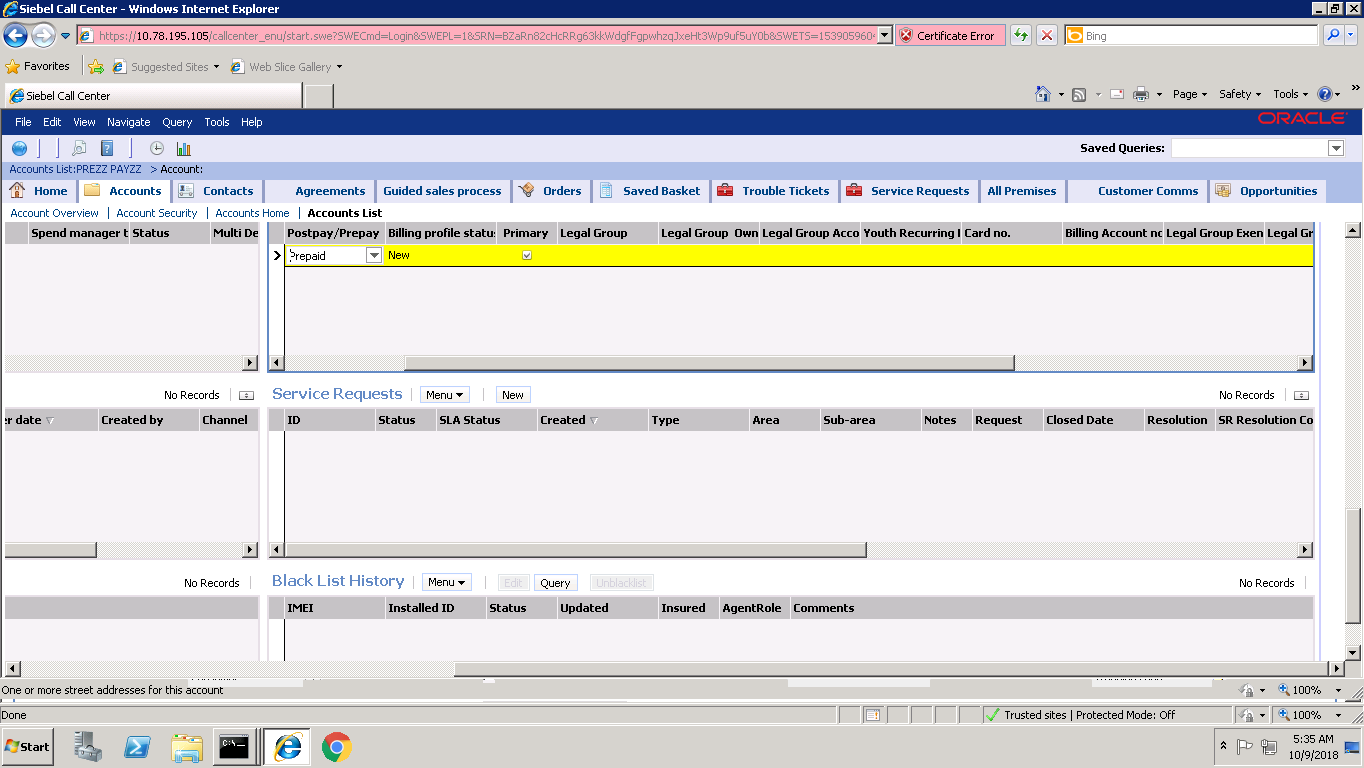 Siebel Call Center - Windows Internet Explorer
https://10.78.195.105/callcenter_enu/start.swe?SWECmd=Login&SWEPL=1&SRN=BZaRn82cHcRRg63kkWdgfFgpwhzqJxeHt3Wp9uf5uY0b&SWETS=153905960 Certificate Error Bing
Favorites Suggested Sites Web Slice Gallery
Siebel Call Center Page Safety Tools
File Edit View Navigate Query Tools Help ORACLE
Saved Queries:
Accounts List:PREZZ PAYZZ > Account:
Home Accounts Contacts Agreements Guided sales process Orders Saved Basket Trouble Tickets Service Requests All Premises Customer Comms Opportunities
Account Overview Account Security Accounts Home Accounts List
Spend manager t Status Multi De Postpay/Prepay Billing profile status Primary Legal Group Legal Group Own Legal Group Acco Youth Recurring Card no. Billing Account no Legal Group Exen Legal Gr
Prepaid New
No Records Service Requests Menu New No Records
er date Created by Channel ID Status SLA Status Created Type Area Sub-area Notes Request Closed Date Resolution SR Resolution Co
No Records Black List History Menu Edit Query Unblacklist No Records
IMEI Installed ID Status Updated Insured AgentRole Comments
One or more street addresses for this account 100%
Done Trusted sites | Protected Mode: Off 100%
Start 5:35 AM
10/9/2018